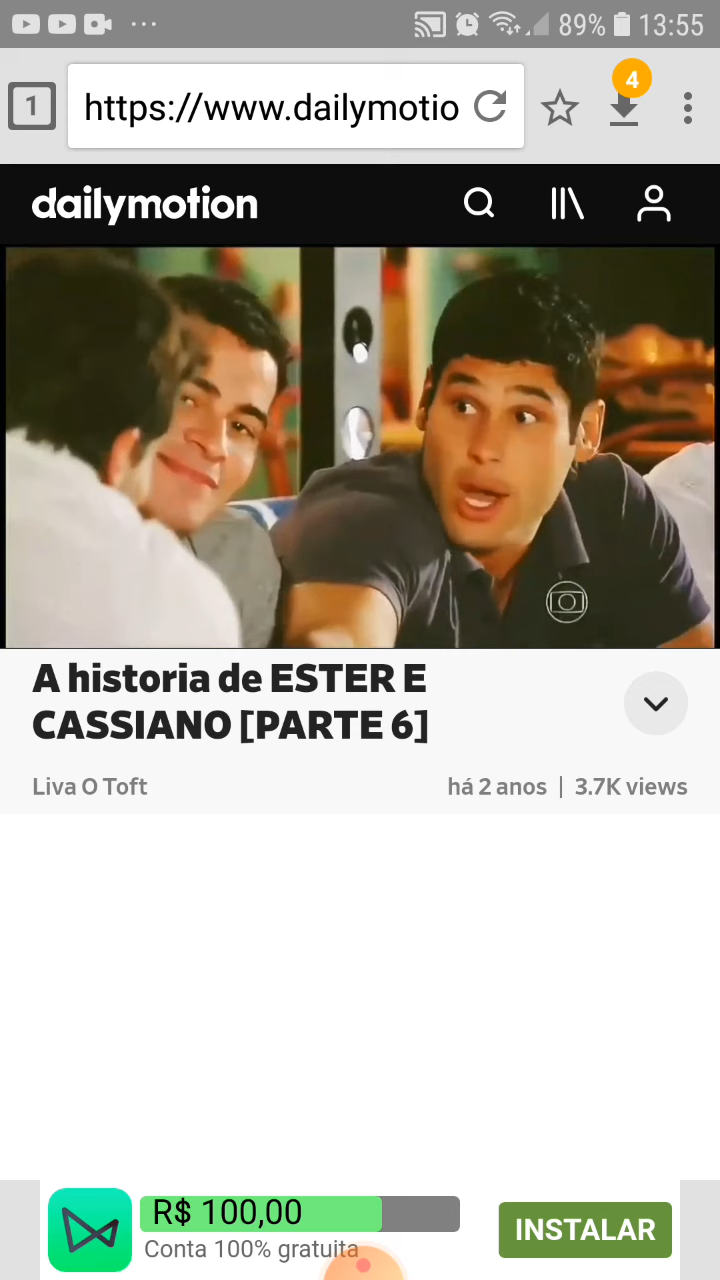 89% 13:55
1 https://www.dailymotio 4
dailymotion
A historia de ESTER E
CASSIANO [PARTE 6]
Liva O Toft há 2 anos | 3.7K views
R$ 100,00
INSTALAR
Conta 100% gratuita